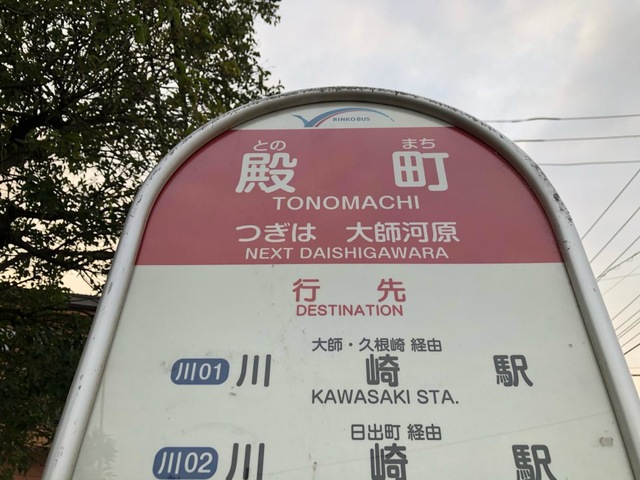 RINKO BUS
との まち
殿 町
TONOMACHI
つぎは 大師河原
NEXT DAISHIGAWARA
行 先
DESTINATION
大師・久根崎 経由
川01 川 崎 駅
KAWASAKI STA.
日出町 経由
川02 川 崎 駅